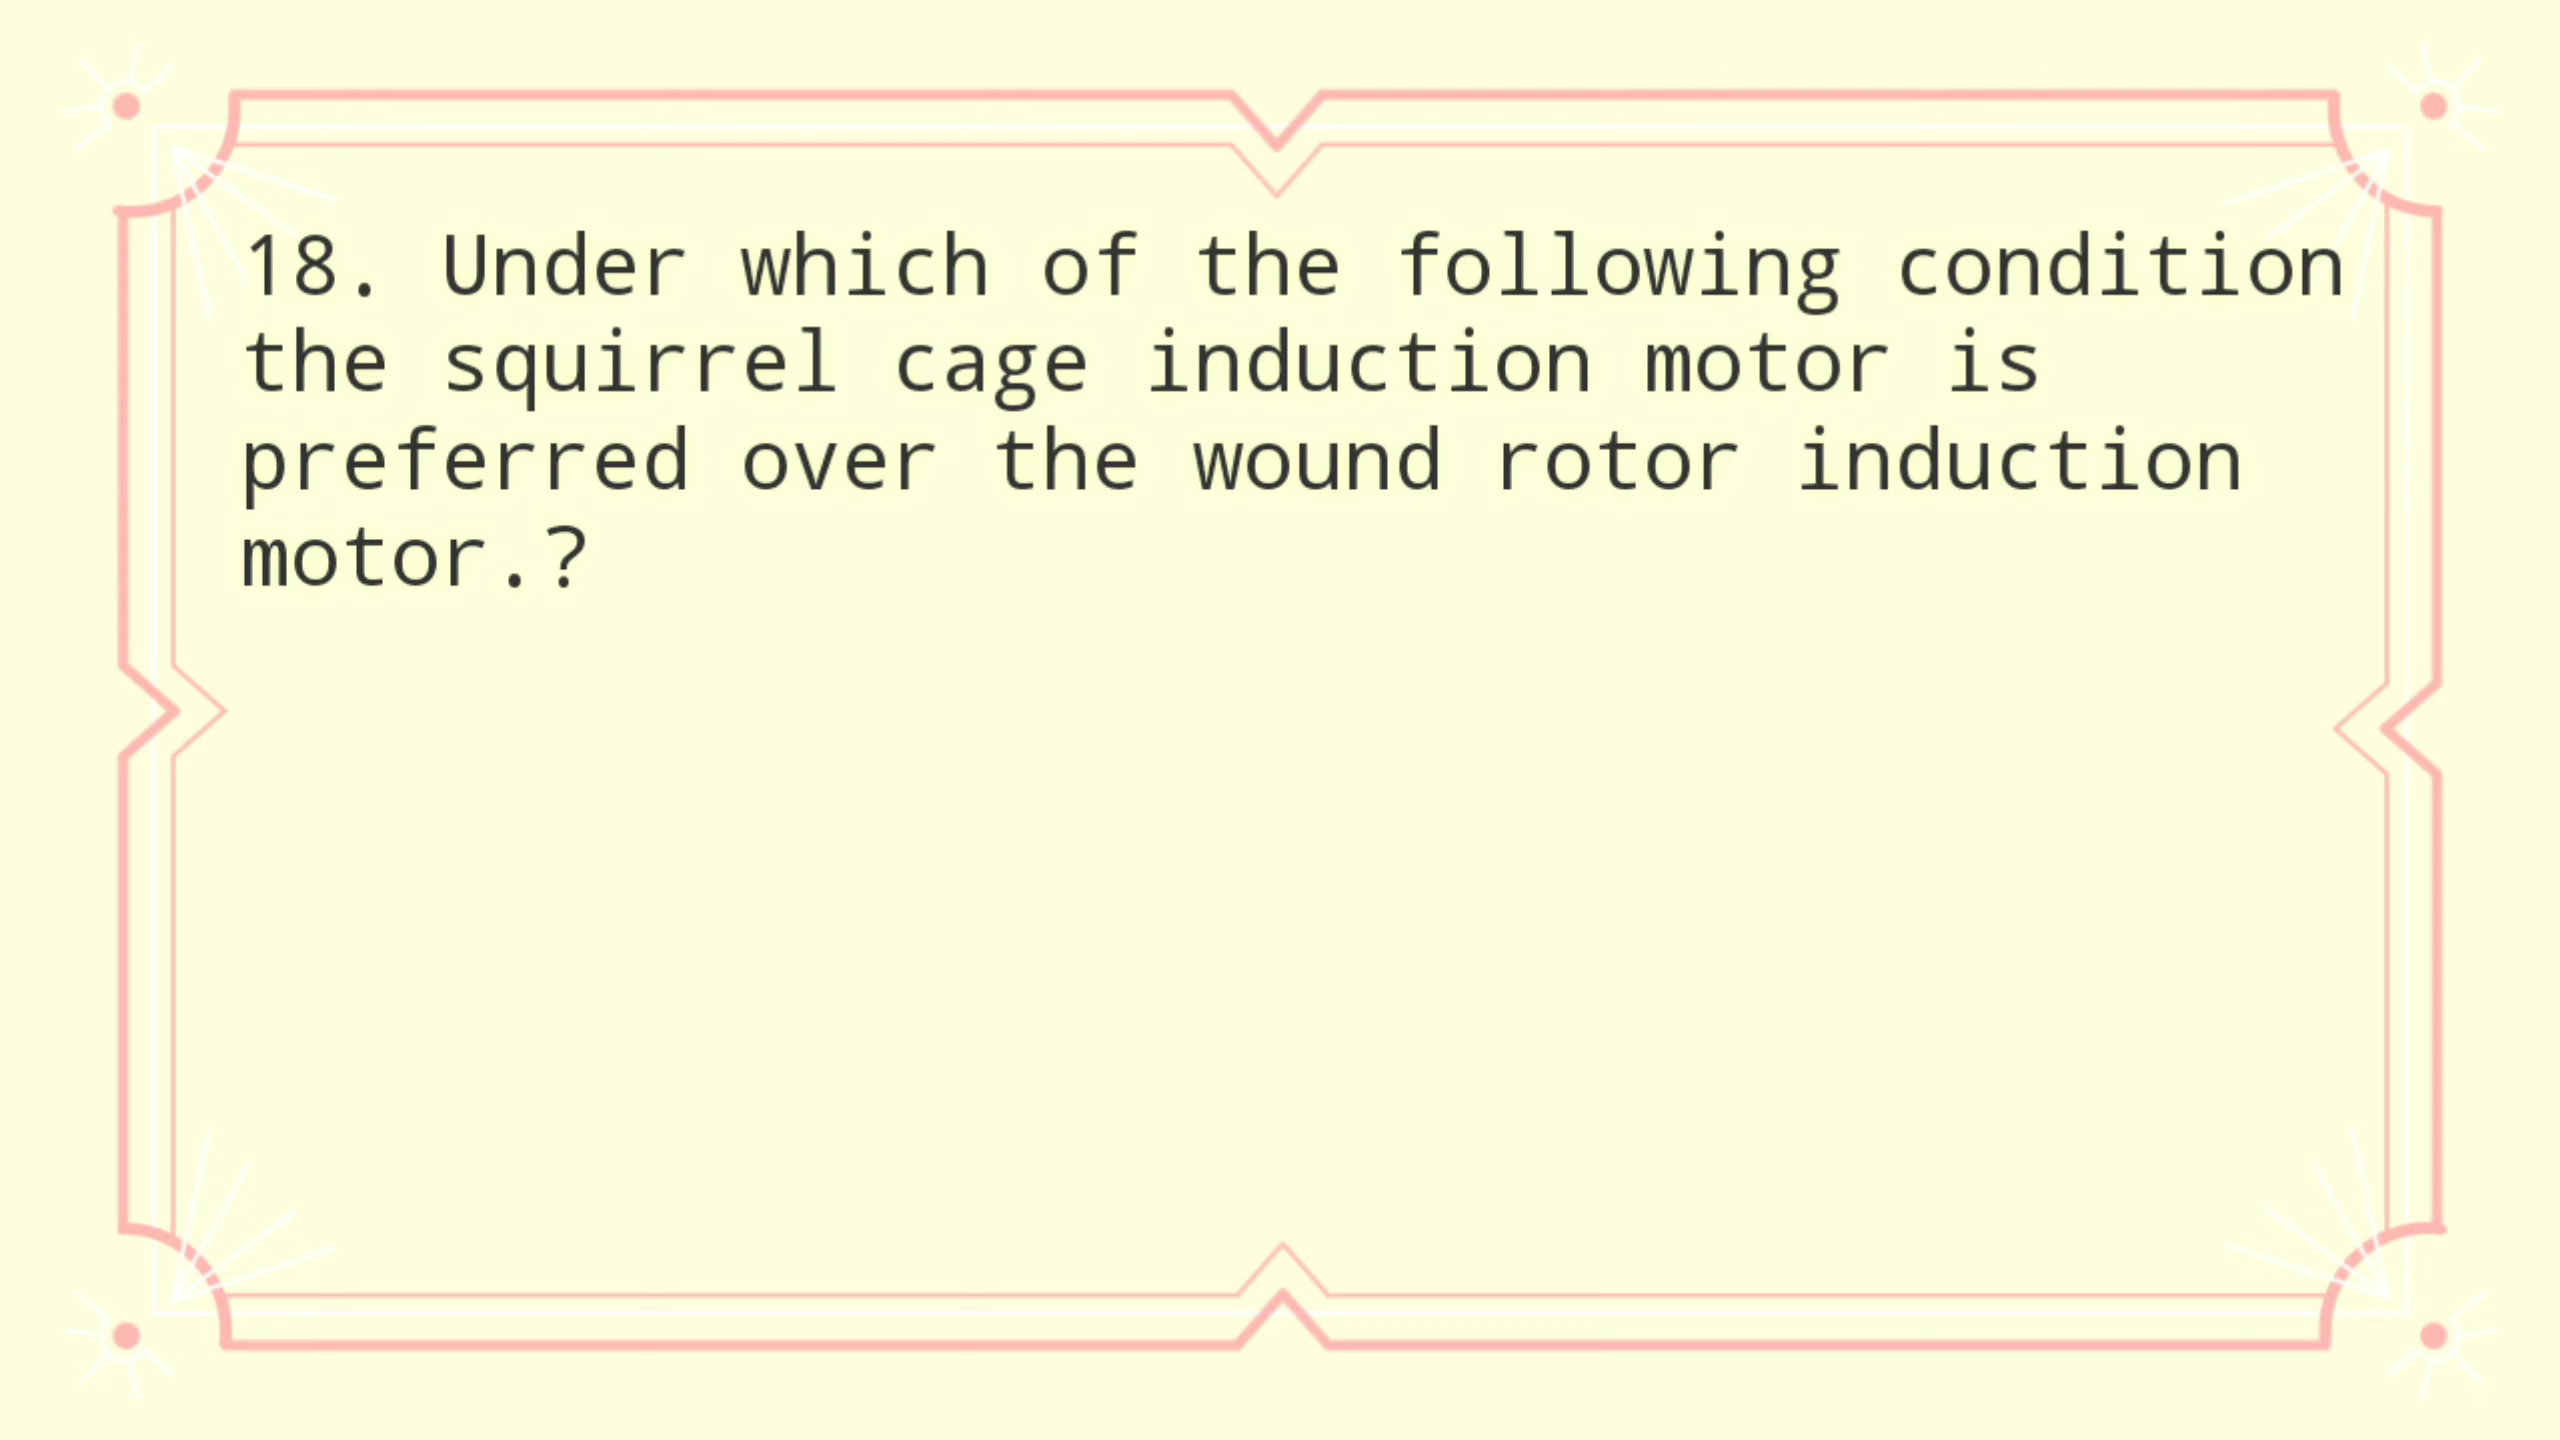 18. Under which of the following condition
the squirrel cage induction motor is
preferred over the wound rotor induction
motor.?